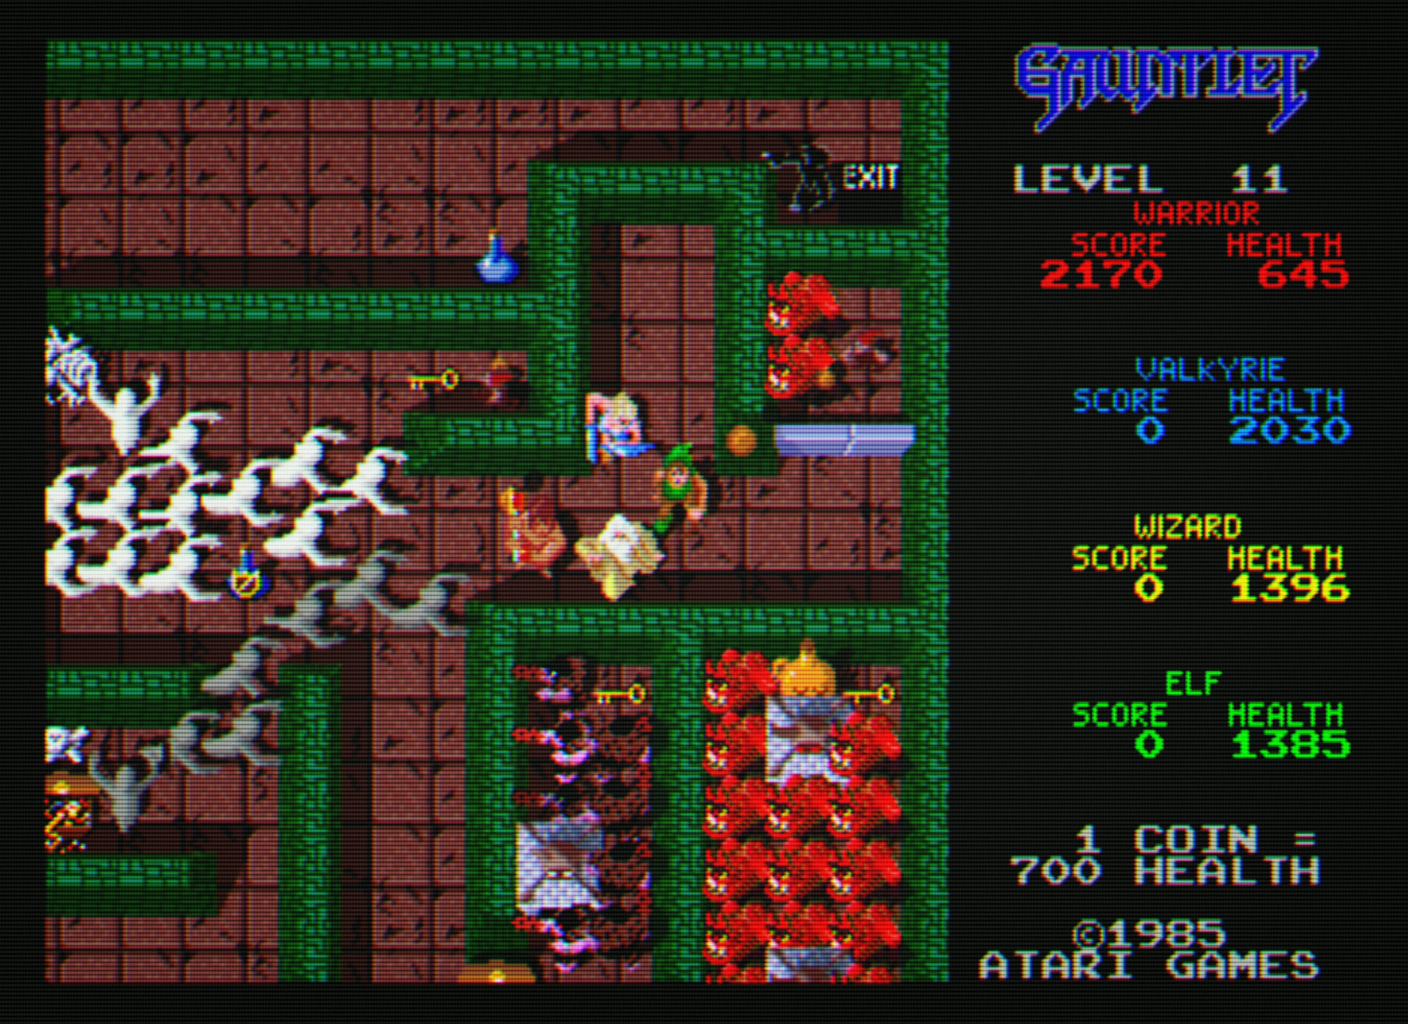 GAUNTLET
EXIT
LEVEL 11
WARRIOR
SCORE HEALTH
2170 645
VALKYRIE
SCORE HEALTH
0 2030
WIZARD
SCORE HEALTH
0 1396
ELF
SCORE HEALTH
0 1385
1 COIN =
700 HEALTH
©1985
ATARI GAMES